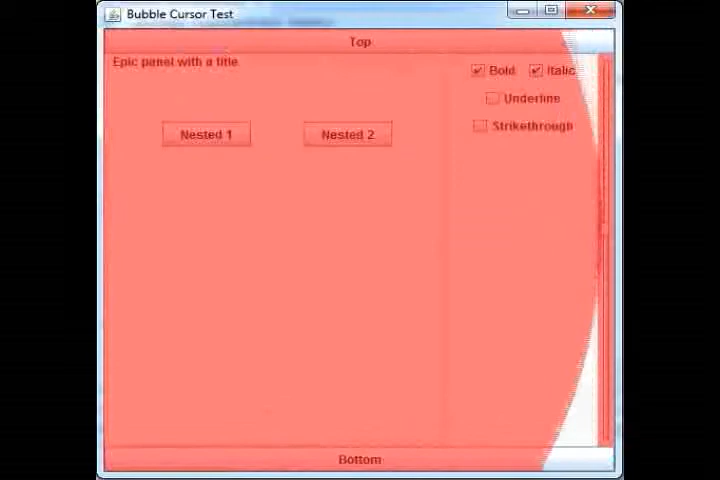 Bubble Cursor Test
Top
Epic panel with a title
Bold Italic
Underline
Strikethrough
Nested 1 Nested 2
Bottom